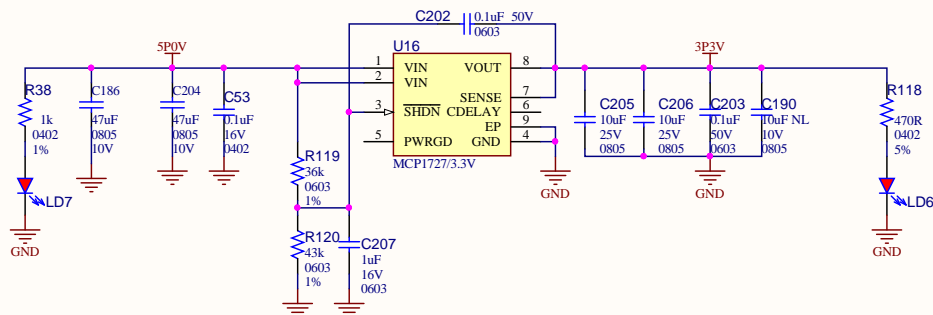 C202
0.1uF 50V
0603
U16
5P0V
3P3V
1 VIN VOUT 8
2 VIN
SENSE 7
3 SHDN CDELAY 6
EP 9
5 PWRGD GND 4
MCP1727/3.3V
R38
1k
0402
1%
LD7
GND
C186
47uF
0805
10V
C204
47uF
0805
10V
C53
0.1uF
16V
0402
R119
36k
0603
1%
R120
43k
0603
1%
C207
1uF
16V
0603
GND
C205
10uF
25V
0805
C206
10uF
25V
0805
C203
0.1uF
50V
0603
C190
10uF NL
10V
0805
GND
R118
470R
0402
5%
LD6
GND